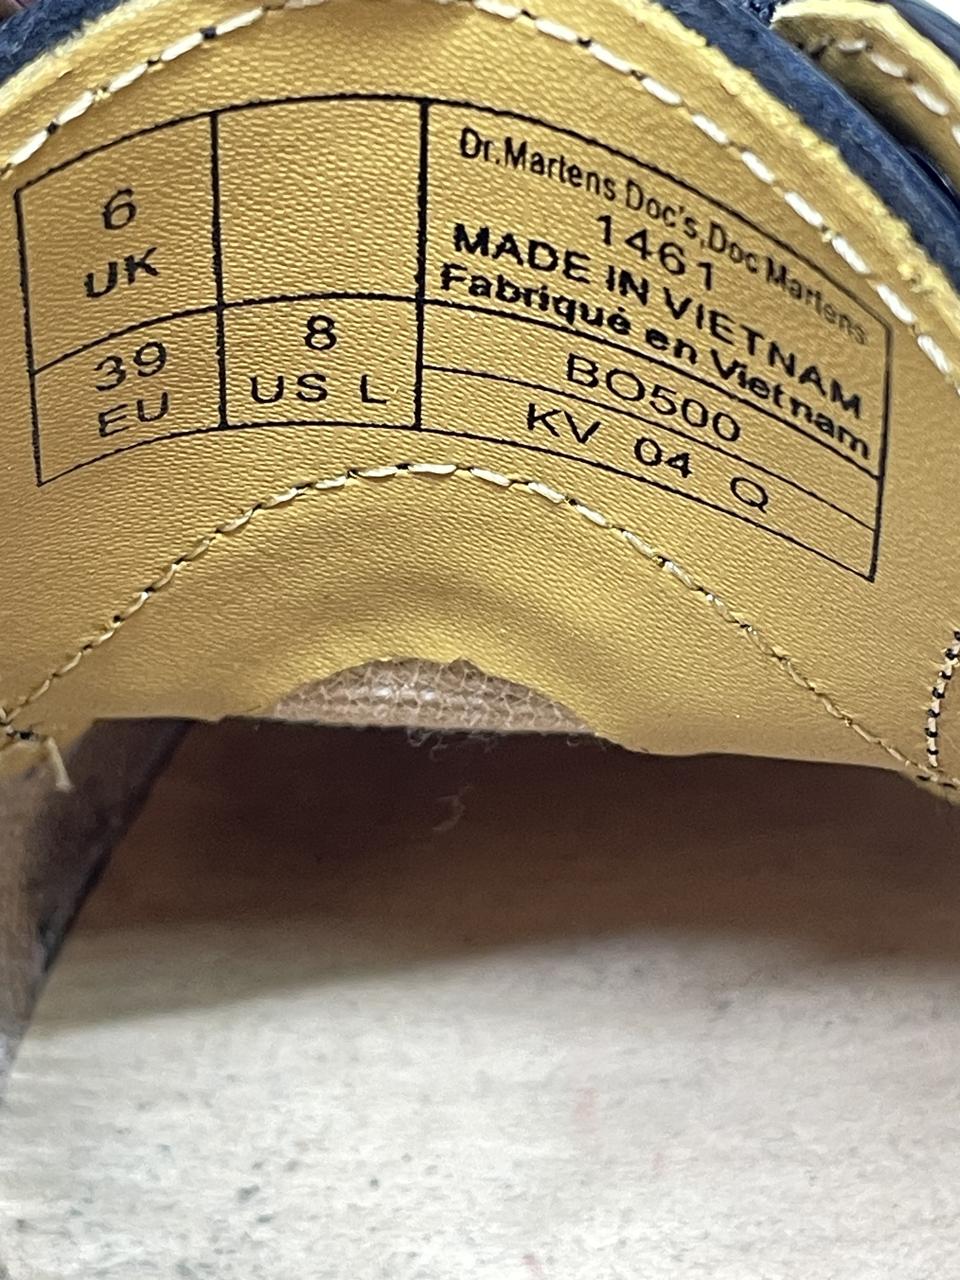 6
UK
39
EU
8
US L
Dr.Martens Doc's,Doc Martens
1461
MADE IN VIETNAM
Fabriqué en Vietnam
BO500
KV 04 Q